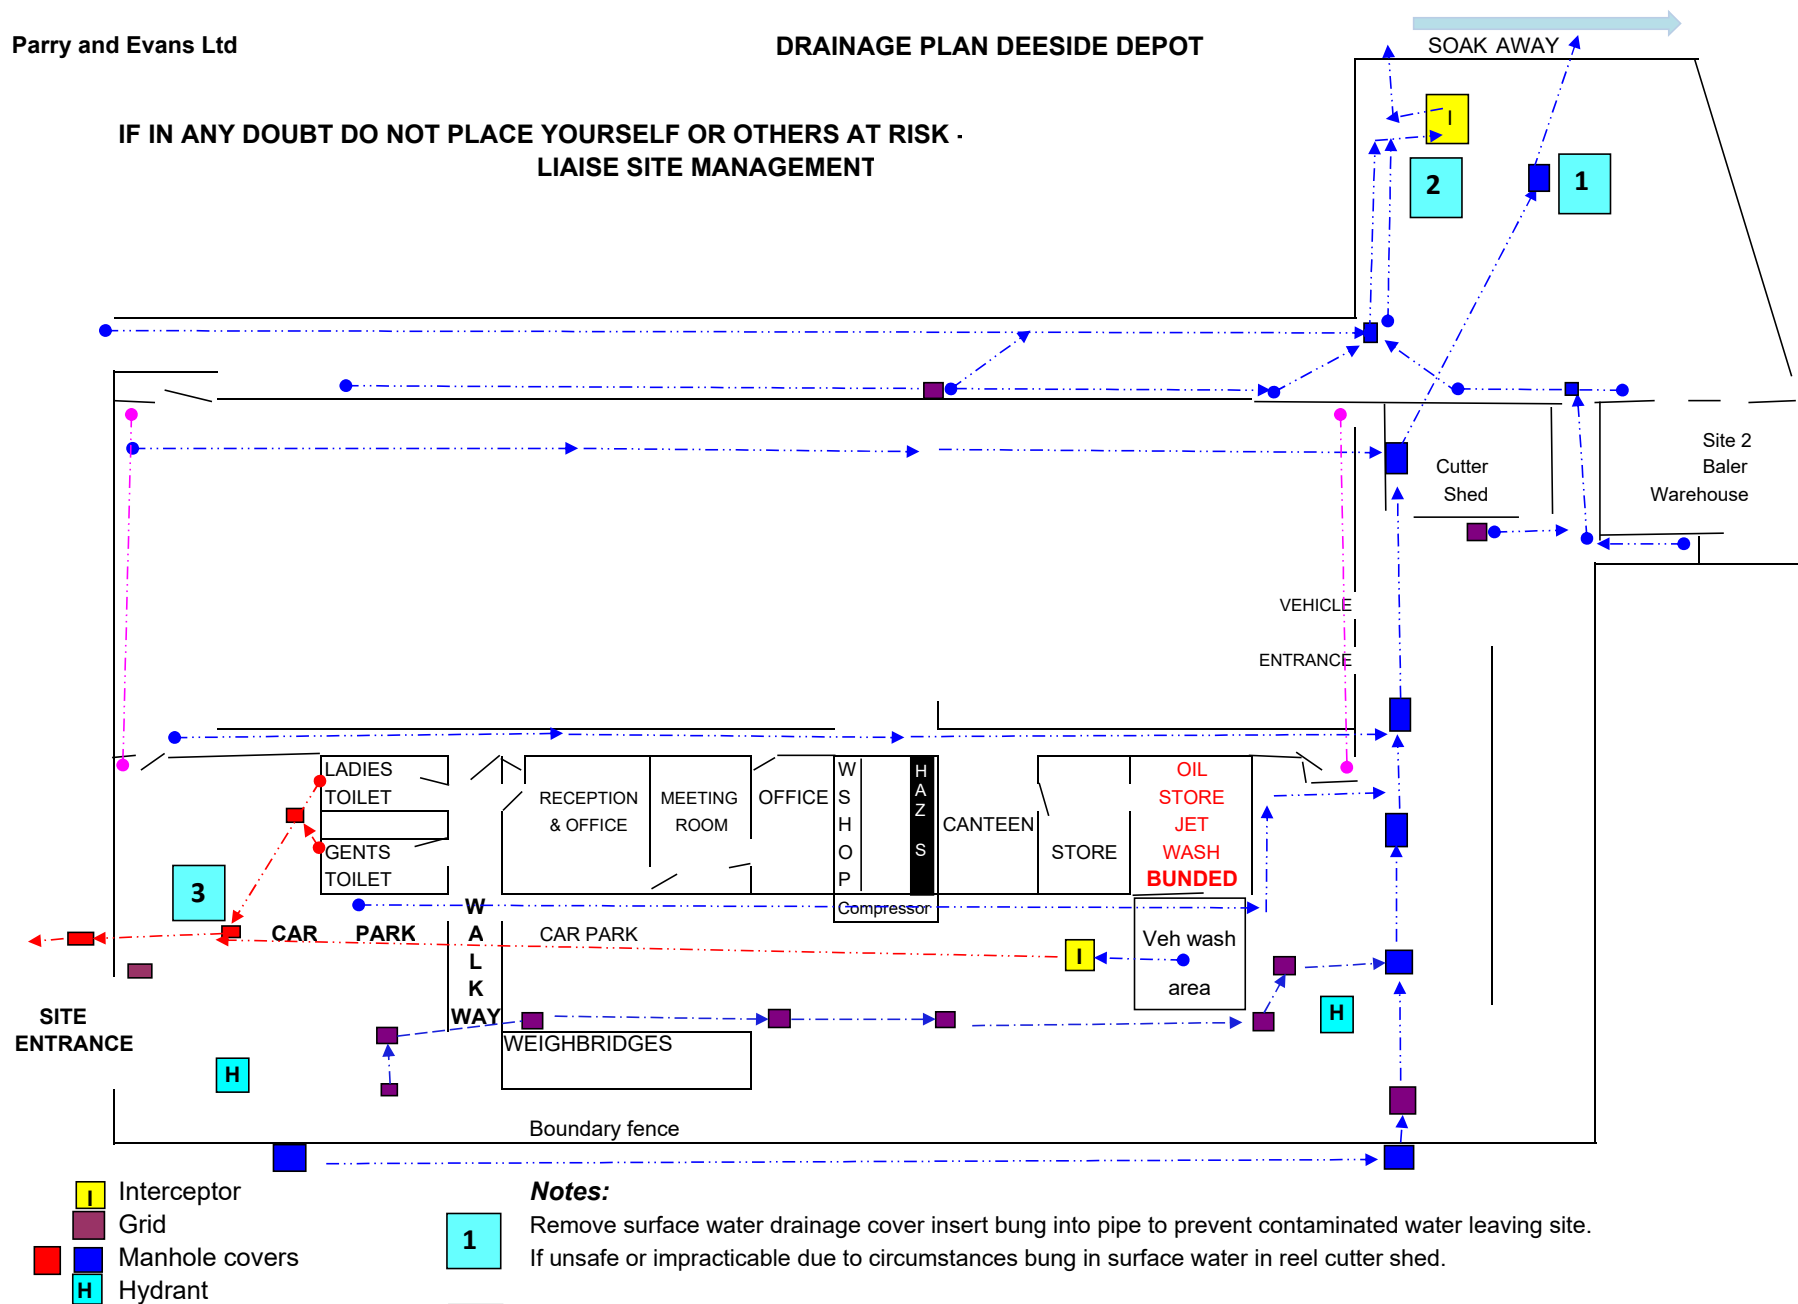 Parry and Evans Ltd
DRAINAGE PLAN DEESIDE DEPOT
SOAK AWAY
IF IN ANY DOUBT DO NOT PLACE YOURSELF OR OTHERS AT RISK -
LIAISE SITE MANAGEMENT
I
2
1
Cutter
Shed
Site 2
Baler
Warehouse
VEHICLE
ENTRANCE
LADIES
TOILET
GENTS
TOILET
RECEPTION
& OFFICE
MEETING
ROOM
OFFICE
W
S
H
O
P
HAZ S
CANTEEN
STORE
OIL
STORE
JET
WASH
BUNDED
Compressor
3
CAR PARK
WALK
WAY
CAR PARK
I
Veh wash
area
H
SITE
ENTRANCE
WEIGHBRIDGES
H
Boundary fence
I Interceptor
Grid
Manhole covers
H Hydrant
Notes:
1 Remove surface water drainage cover insert bung into pipe to prevent contaminated water leaving site.
If unsafe or impracticable due to circumstances bung in surface water in reel cutter shed.